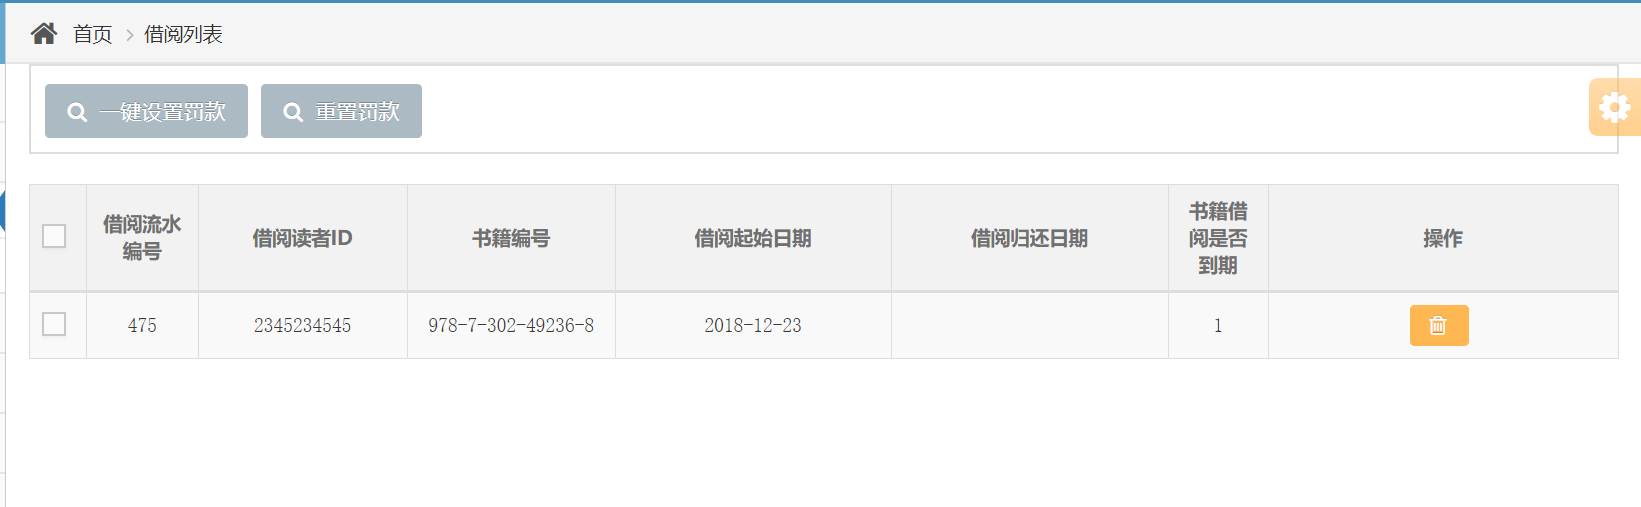 首页 > 借阅列表
一键设置罚款 重置罚款
借阅流水
编号
借阅读者ID
书籍编号
借阅起始日期
借阅归还日期
书籍借
阅是否
到期
操作
475 2345234545 978-7-302-49236-8 2018-12-23 1